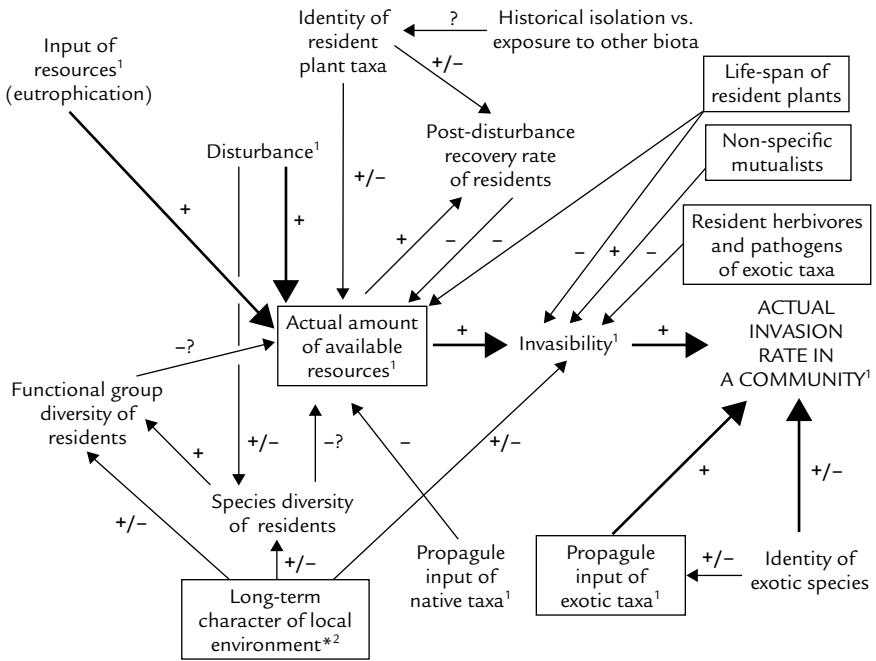 Identity of
resident
plant taxa
?
Historical isolation vs.
exposure to other biota
Input of
resources¹
(eutrophication)
+/–
Life-span of
resident plants
Post-disturbance
recovery rate
of residents
Non-specific
mutualists
Disturbance¹
+/–
+
+
Resident herbivores
and pathogens
of exotic taxa
+
–
–
–
+
–
Actual amount
of available
resources¹
+
Invasibility¹
+
ACTUAL
INVASION
RATE IN
A COMMUNITY¹
–?
Functional group
diversity of
residents
+
+/–
–?
–
+/–
+
+/–
Species diversity
of residents
+/–
+/–
Propagule
input of
native taxa¹
Propagule
input of
exotic taxa¹
+/–
Identity of
exotic species
Long-term
character of local
environment*²